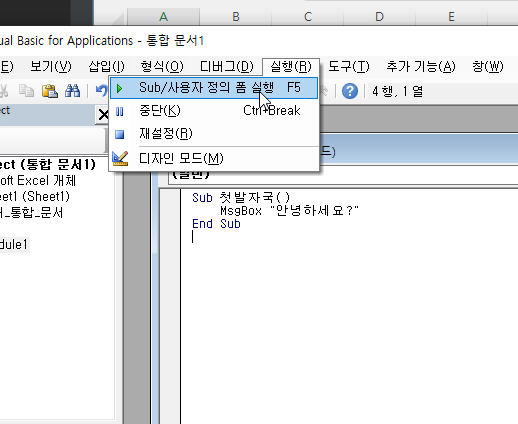 A B C D E
ual Basic for Applications - 통합 문서1
(E) 보기(V) 삽입(I) 형식(O) 디버그(D) 실행(R) 도구(T) 추가 기능(A) 창(W)
Sub/사용자 정의 폼 실행 F5
중단(K) Ctrl+Break
재설정(R)
디자인 모드(M)
4 행, 1 열
ect
드)
(일반)
ect (통합 문서1)
oft Excel 개체
eet1 (Sheet1)
_통합_문서
dule1
Sub 첫발자국()
MsgBox "안녕하세요?"
End Sub